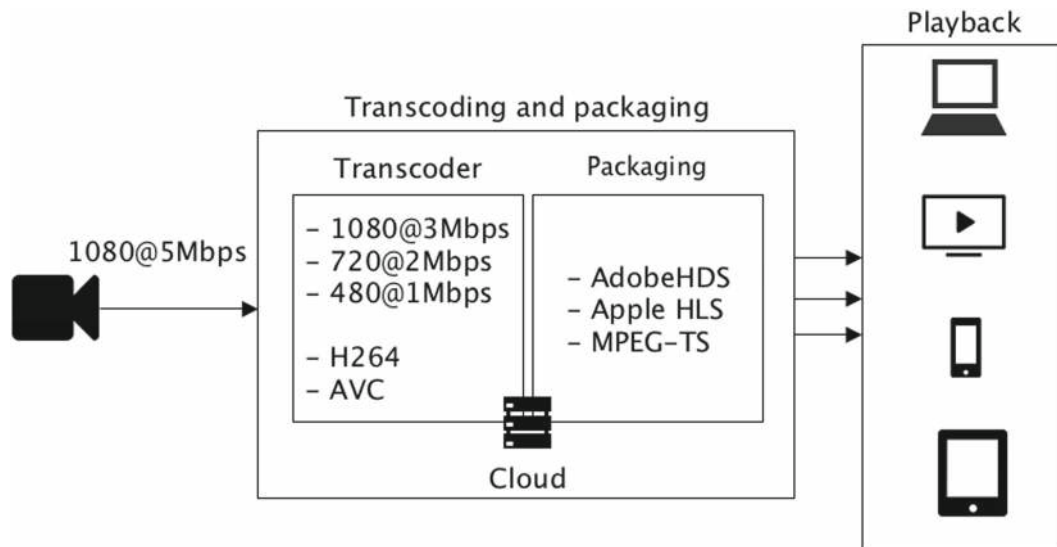 Playback
Transcoding and packaging
Transcoder
Packaging
1080@5Mbps
– 1080@3Mbps
– 720@2Mbps
– 480@1Mbps
– H264
– AVC
– AdobeHDS
– Apple HLS
– MPEG–TS
Cloud